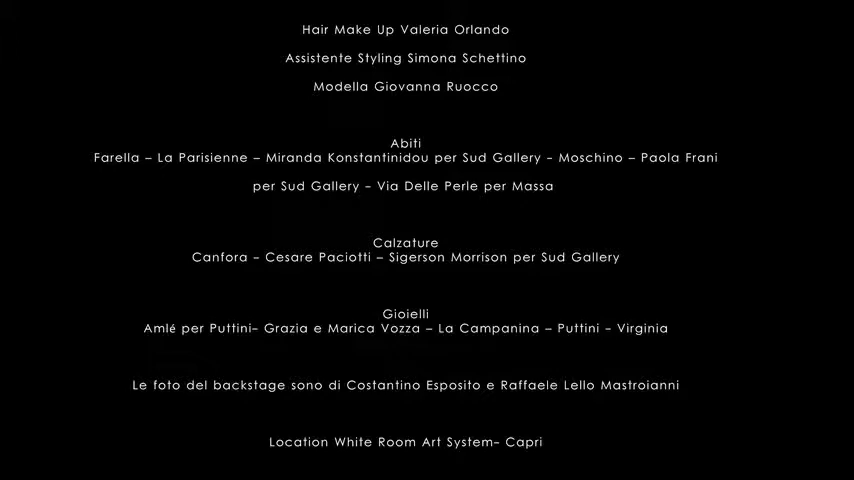 Hair Make Up Valeria Orlando
Assistente Styling Simona Schettino
Modella Giovanna Ruocco
Abiti
Farella – La Parisienne – Miranda Konstantinidou per Sud Gallery - Moschino – Paola Frani
per Sud Gallery - Via Delle Perle per Massa
Calzature
Canfora - Cesare Paciotti – Sigerson Morrison per Sud Gallery
Gioielli
Amlé per Puttini- Grazia e Marica Vozza – La Campanina – Puttini - Virginia
Le foto del backstage sono di Costantino Esposito e Raffaele Lello Mastroianni
Location White Room Art System- Capri